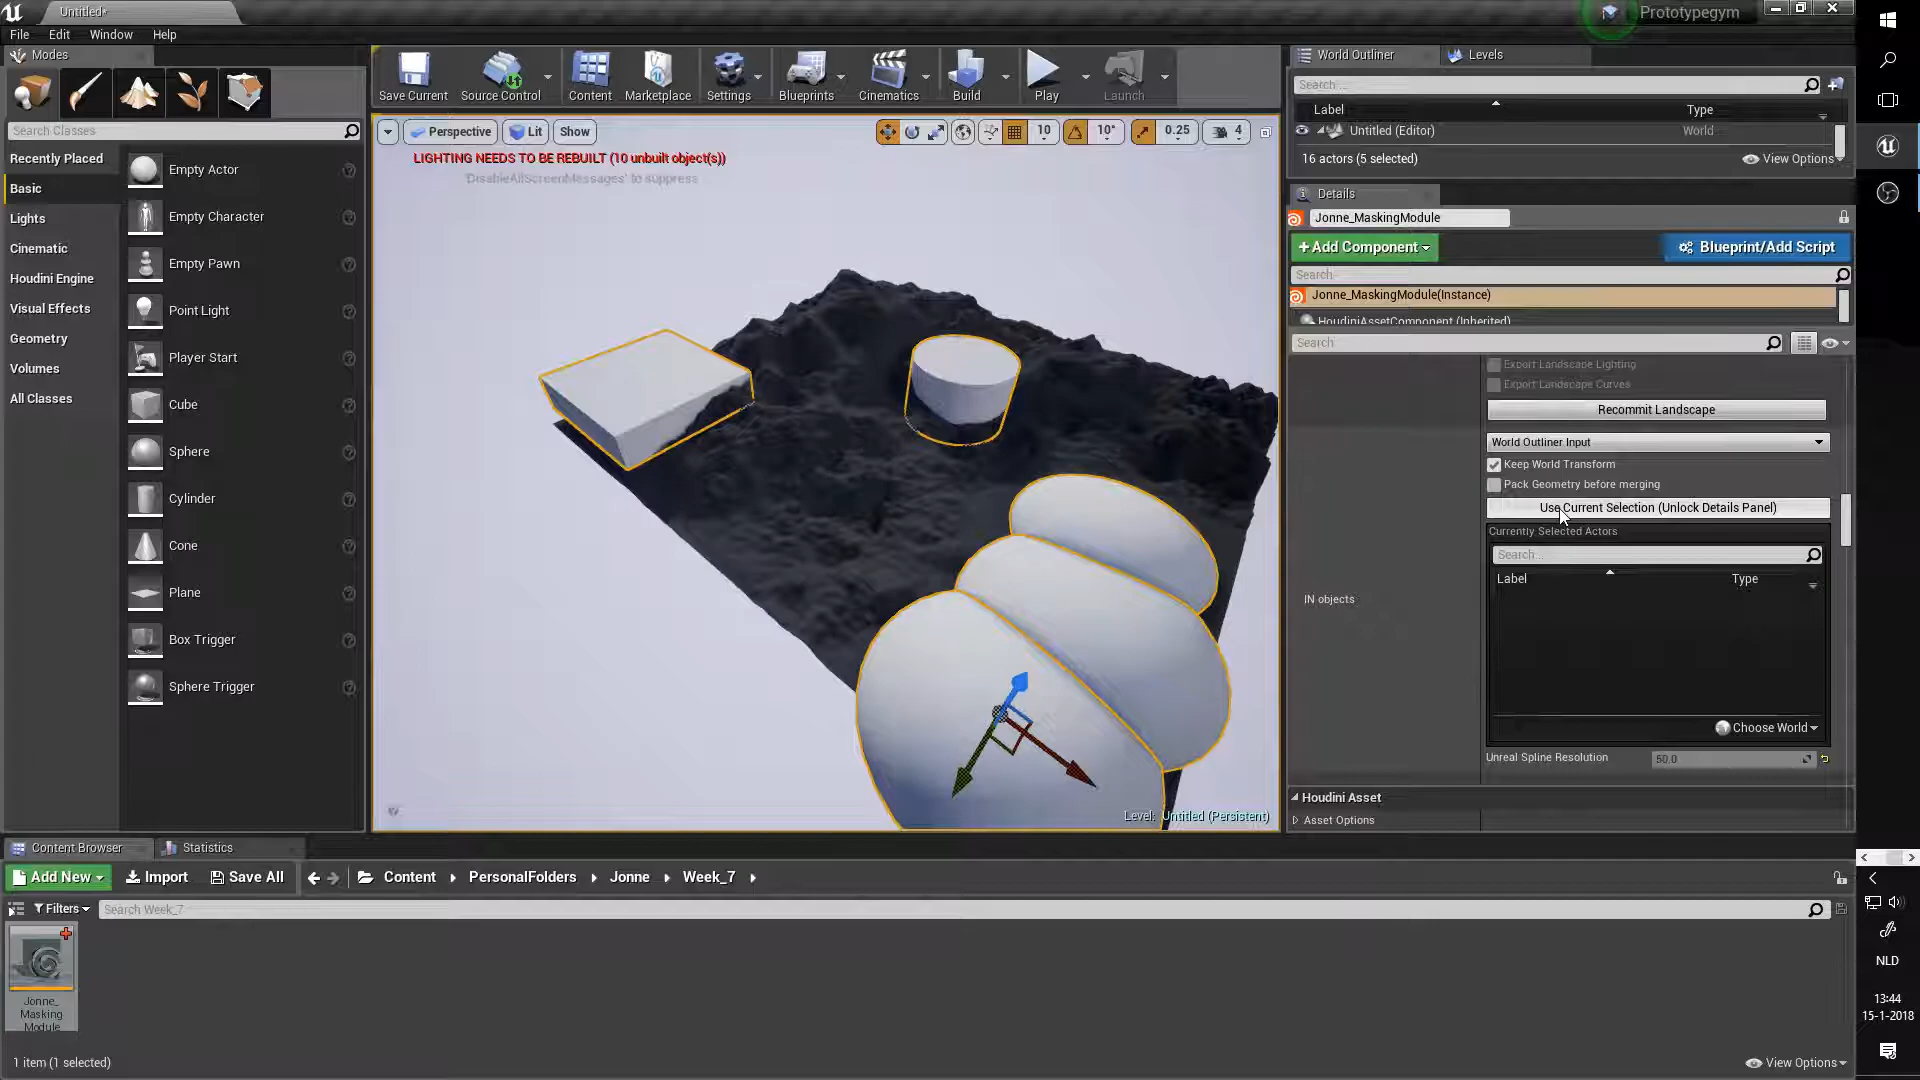 Untitled*
Prototypegym
File Edit Window Help
Modes
Search Classes
Recently Placed
Basic
Lights
Cinematic
Houdini Engine
Visual Effects
Geometry
Volumes
All Classes
Empty Actor
Empty Character
Empty Pawn
Point Light
Player Start
Cube
Sphere
Cylinder
Cone
Plane
Box Trigger
Sphere Trigger
Save Current Source Control Content Marketplace Settings Blueprints Cinematics Build Play Launch
Perspective Lit Show 10 10° 0.25 4
LIGHTING NEEDS TO BE REBUILT (10 unbuilt object(s))
'DisableAllScreenMessages' to suppress
Level: Untitled (Persistent)
World Outliner Levels
Search...
Label Type
Untitled (Editor) World
16 actors (5 selected) View Options
Details
Jonne_MaskingModule
+Add Component Blueprint/Add Script
Search
Jonne_MaskingModule(Instance)
HoudiniAssetComponent (Inherited)
Search
Export Landscape Lighting
Export Landscape Curves
Recommit Landscape
World Outliner Input
Keep World Transform
Pack Geometry before merging
Use Current Selection (Unlock Details Panel)
Currently Selected Actors
Search...
Label Type
IN objects
Choose World
Unreal Spline Resolution 50.0
Houdini Asset
Asset Options
Content Browser Statistics
Add New Import Save All Content PersonalFolders Jonne Week_7
Filters Search Week_7
Jonne_
Masking
Module
1 item (1 selected) View Options
NLD
13:44
15-1-2018